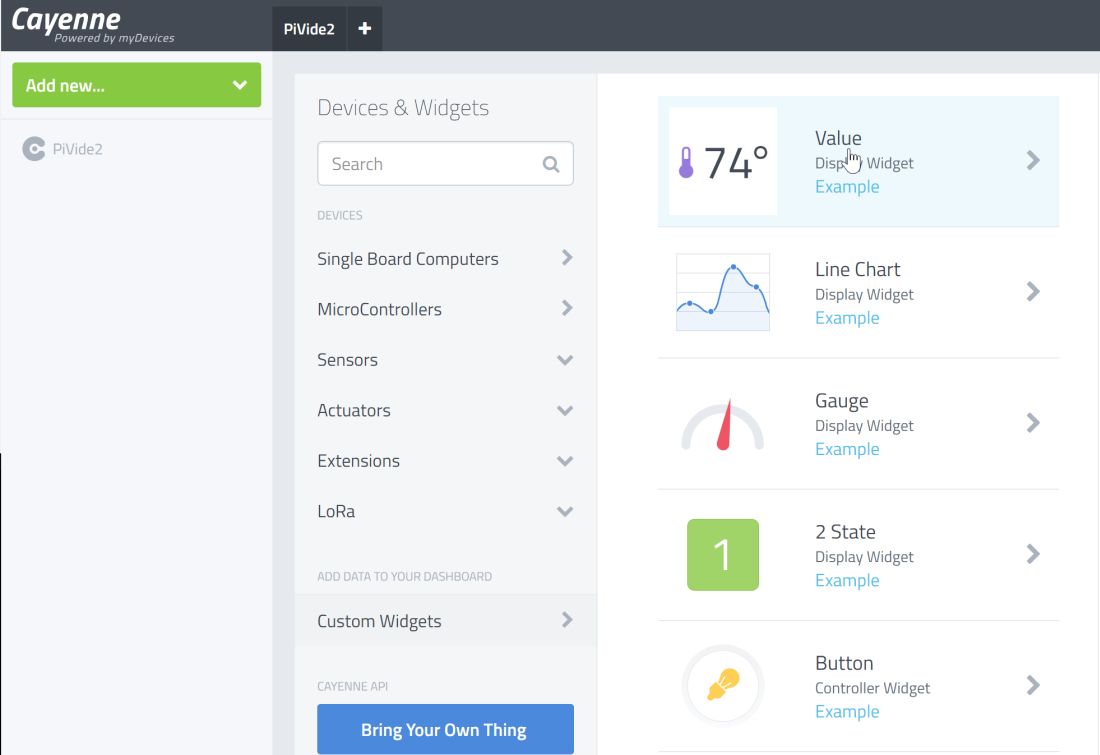 Cayenne
Powered by myDevices
PiVide2
+
Add new...
PiVide2
Devices & Widgets
Search
DEVICES
Single Board Computers
MicroControllers
Sensors
Actuators
Extensions
LoRa
ADD DATA TO YOUR DASHBOARD
Custom Widgets
CAYENNE API
Bring Your Own Thing
74°
Value
Display Widget
Example
Line Chart
Display Widget
Example
Gauge
Display Widget
Example
1
2 State
Display Widget
Example
Button
Controller Widget
Example